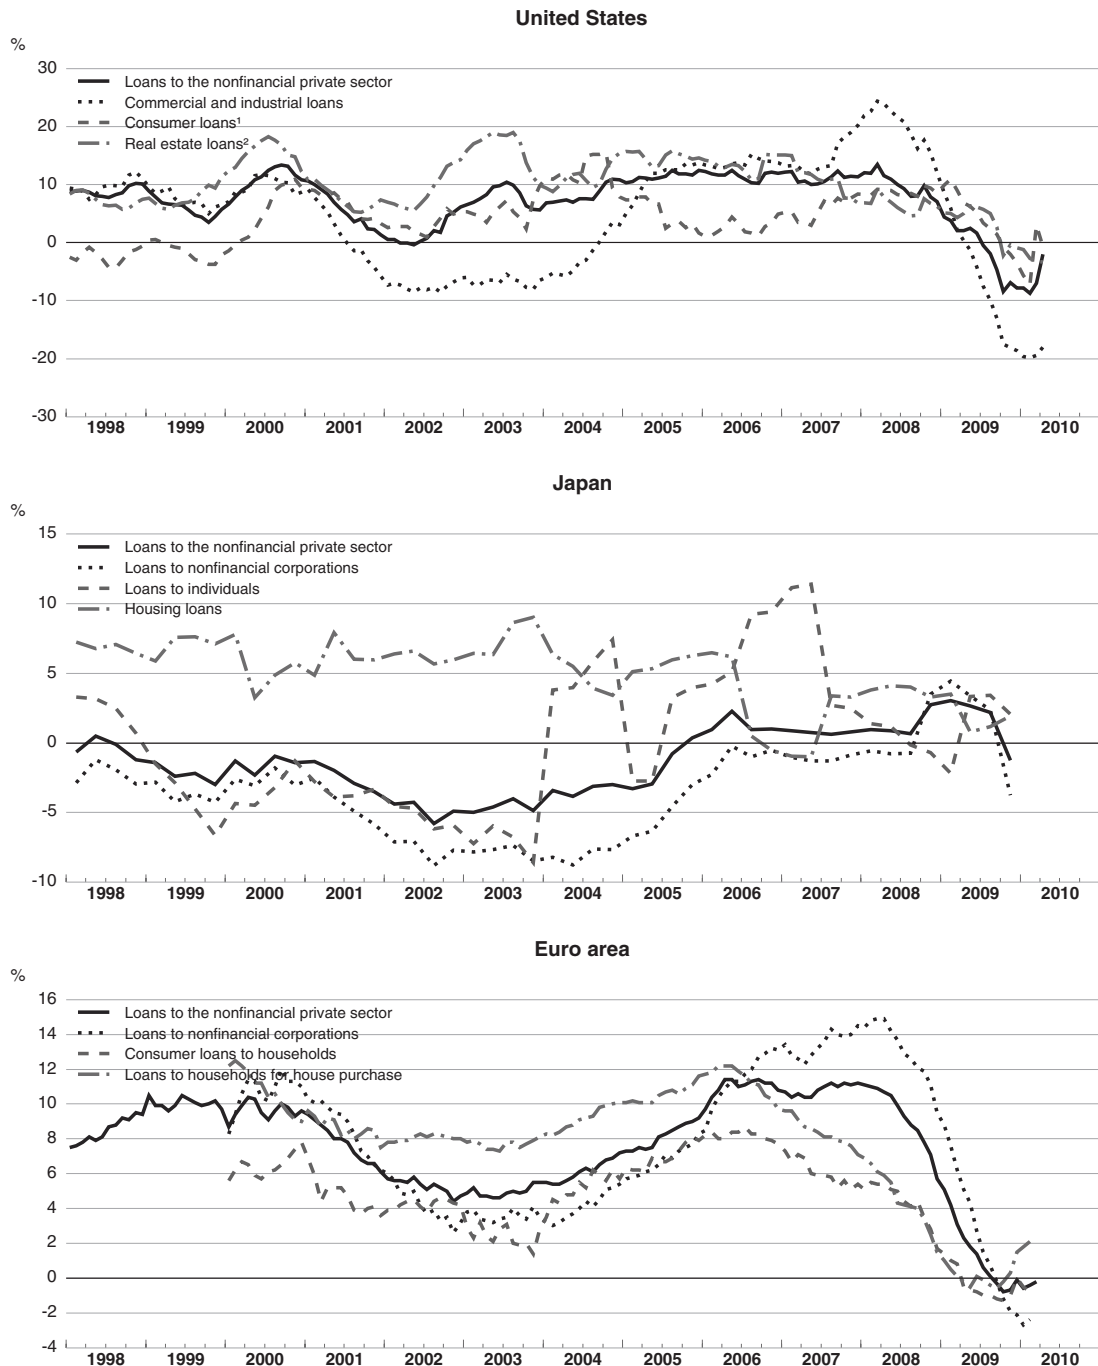 United States
%
30
Loans to the nonfinancial private sector
Commercial and industrial loans
20
Consumer loans¹
Real estate loans²
10
0
-10
-20
-30
1998 1999 2000 2001 2002 2003 2004 2005 2006 2007 2008 2009 2010
Japan
%
15
Loans to the nonfinancial private sector
Loans to nonfinancial corporations
Loans to individuals
10
Housing loans
5
0
-5
-10
1998 1999 2000 2001 2002 2003 2004 2005 2006 2007 2008 2009 2010
Euro area
%
16
Loans to the nonfinancial private sector
14
Loans to nonfinancial corporations
Consumer loans to households
12
Loans to households for house purchase
10
8
6
4
2
0
-2
-4
1998 1999 2000 2001 2002 2003 2004 2005 2006 2007 2008 2009 2010